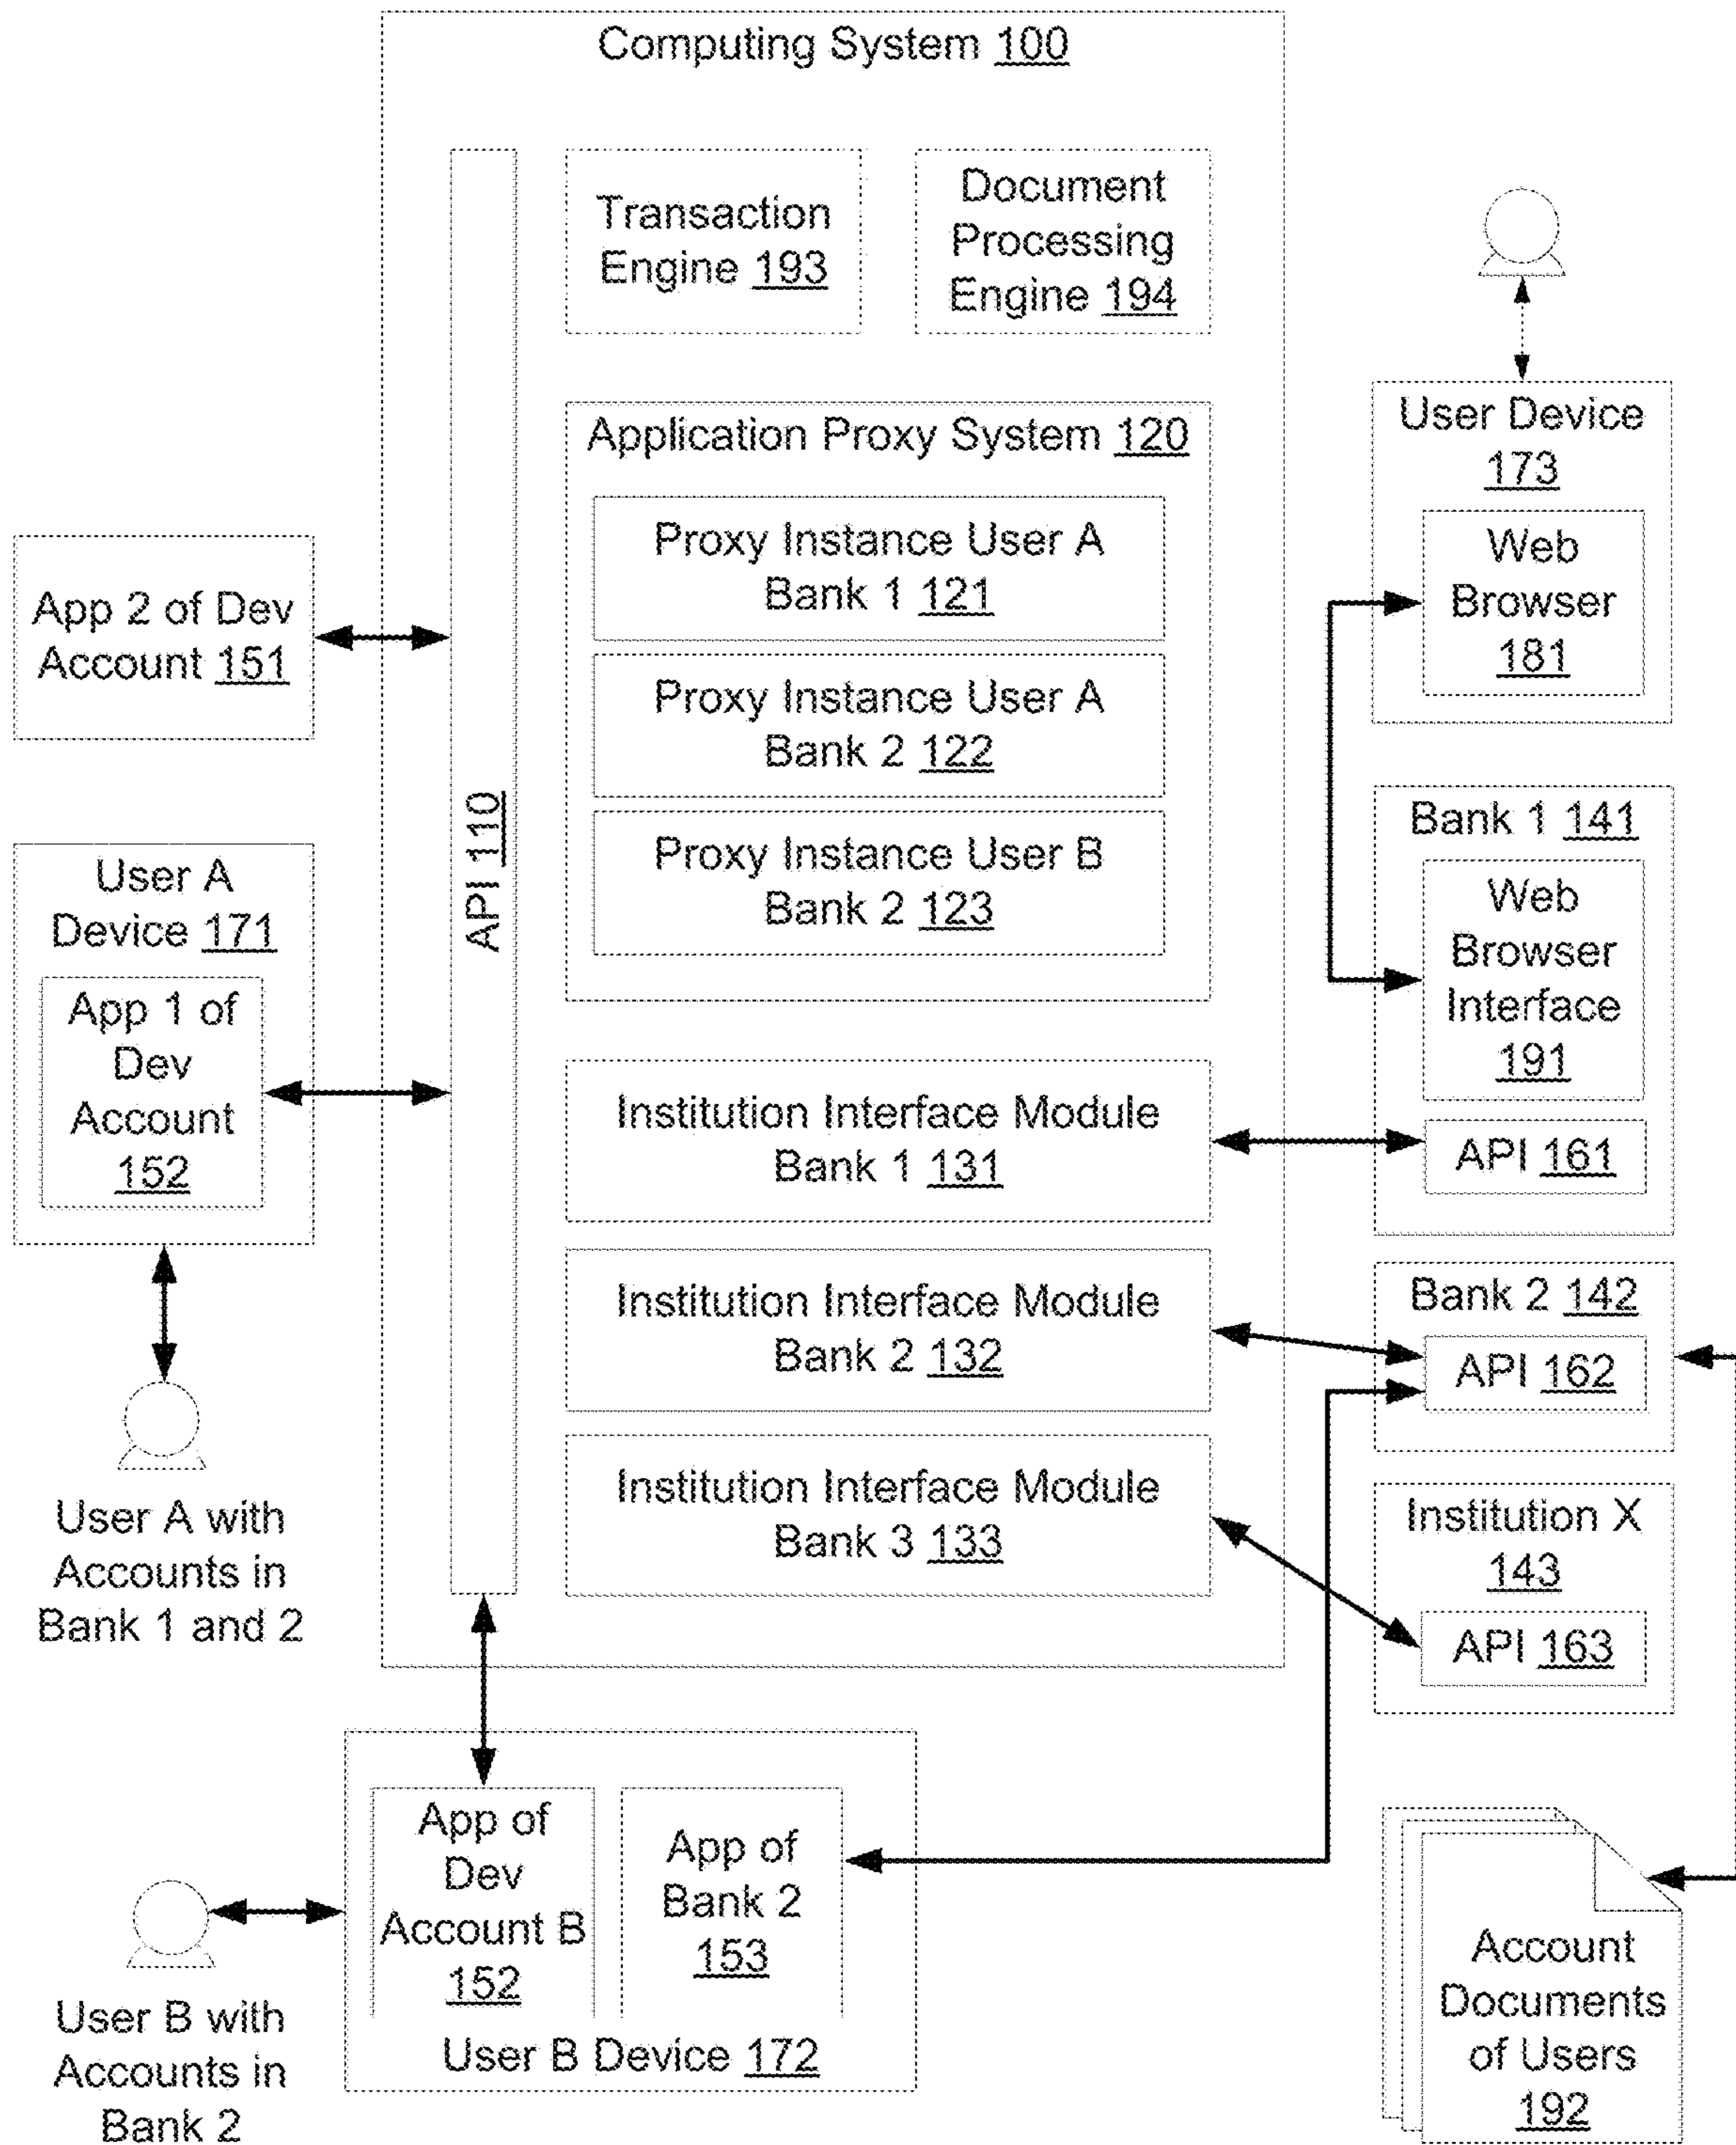 Computing System 100
Transaction
Engine 193
Document
Processing
Engine 194
Application Proxy System 120
Proxy Instance User A
Bank 1 121
Proxy Instance User A
Bank 2 122
Proxy Instance User B
Bank 2 123
API 110
Institution Interface Module
Bank 1 131
Institution Interface Module
Bank 2 132
Institution Interface Module
Bank 3 133
App 2 of Dev
Account 151
User A
Device 171
App 1 of
Dev
Account
152
User A with
Accounts in
Bank 1 and 2
User Device
173
Web
Browser
181
Bank 1 141
Web
Browser
Interface
191
API 161
Bank 2 142
API 162
Institution X
143
API 163
App of
Dev
Account B
152
App of
Bank 2
153
User B Device 172
User B with
Accounts in
Bank 2
Account
Documents
of Users
192